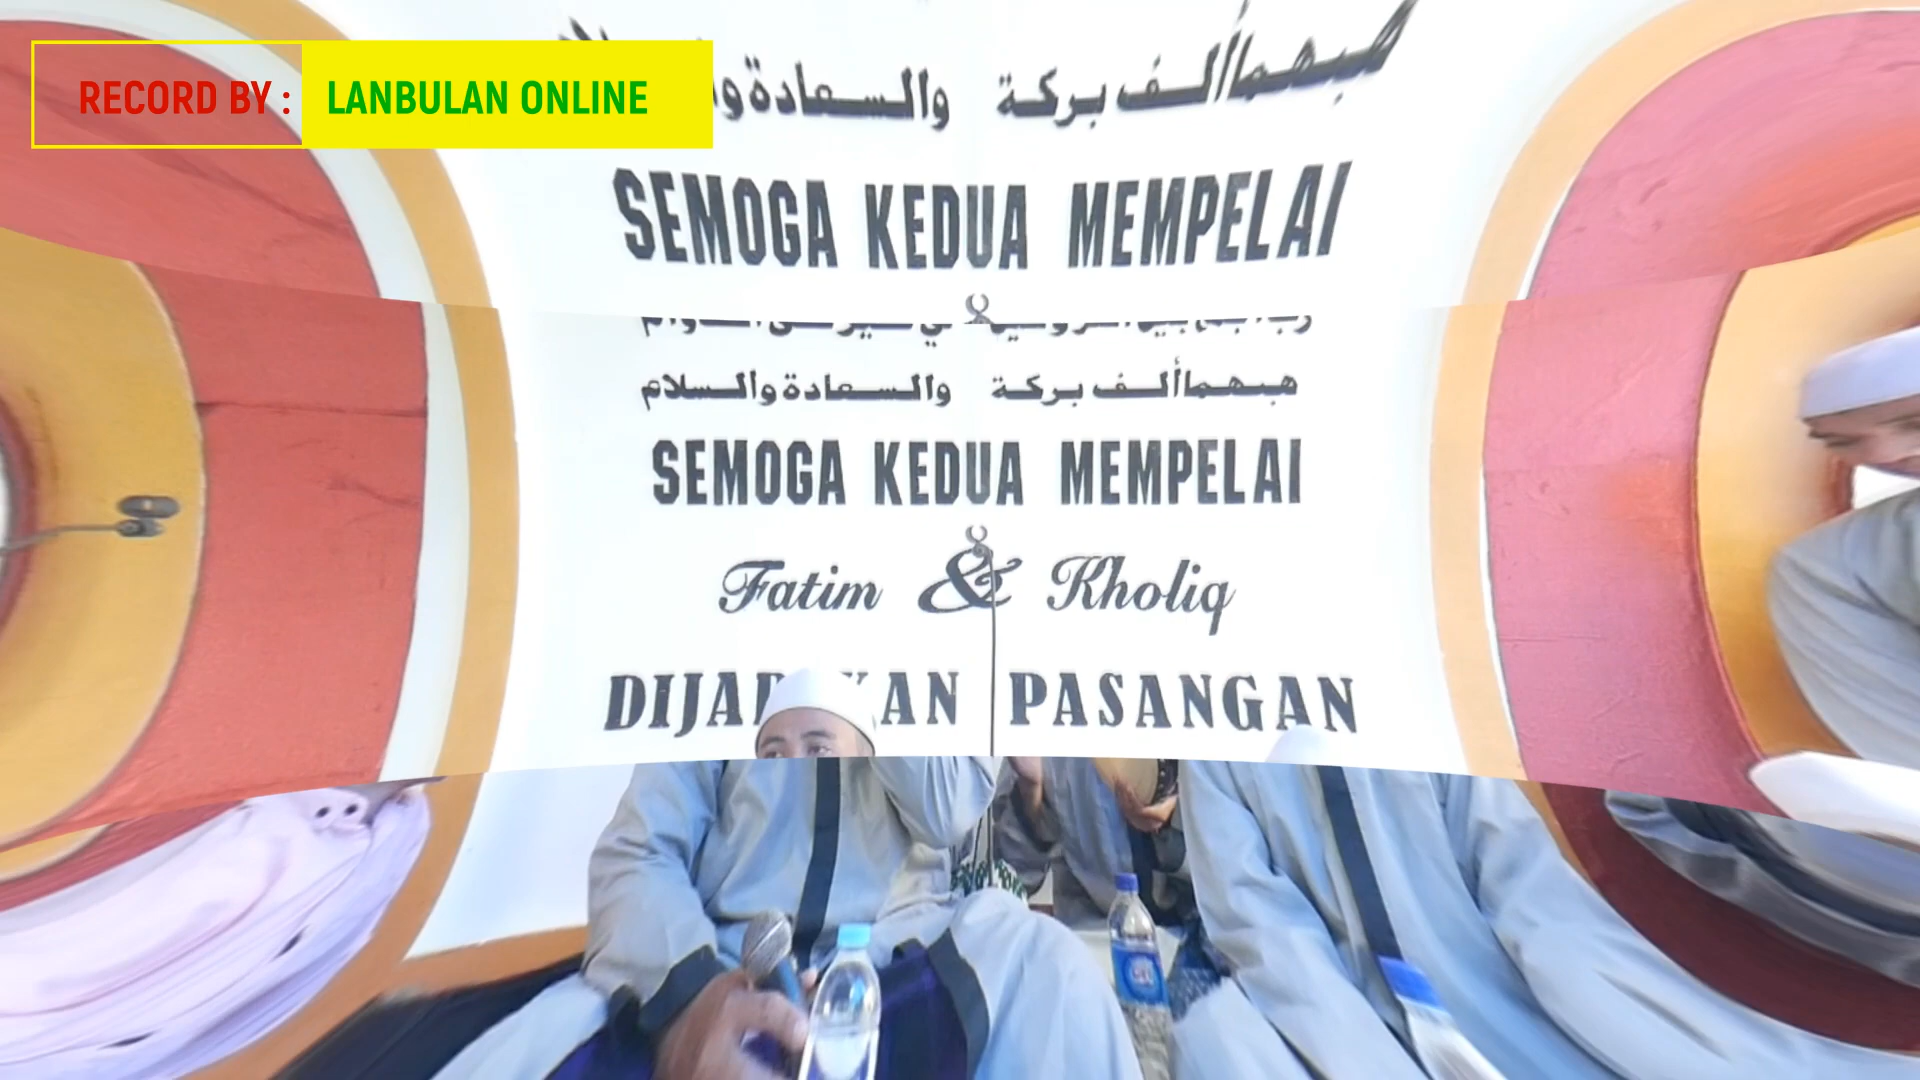 RECORD BY : LANBULAN ONLINE
هبهما ألف بركة والسعادة
SEMOGA KEDUA MEMPELAI
هبهما ألف بركة والسعادة والسلام
SEMOGA KEDUA MEMPELAI
Fatim & Kholiq
PASANGAN